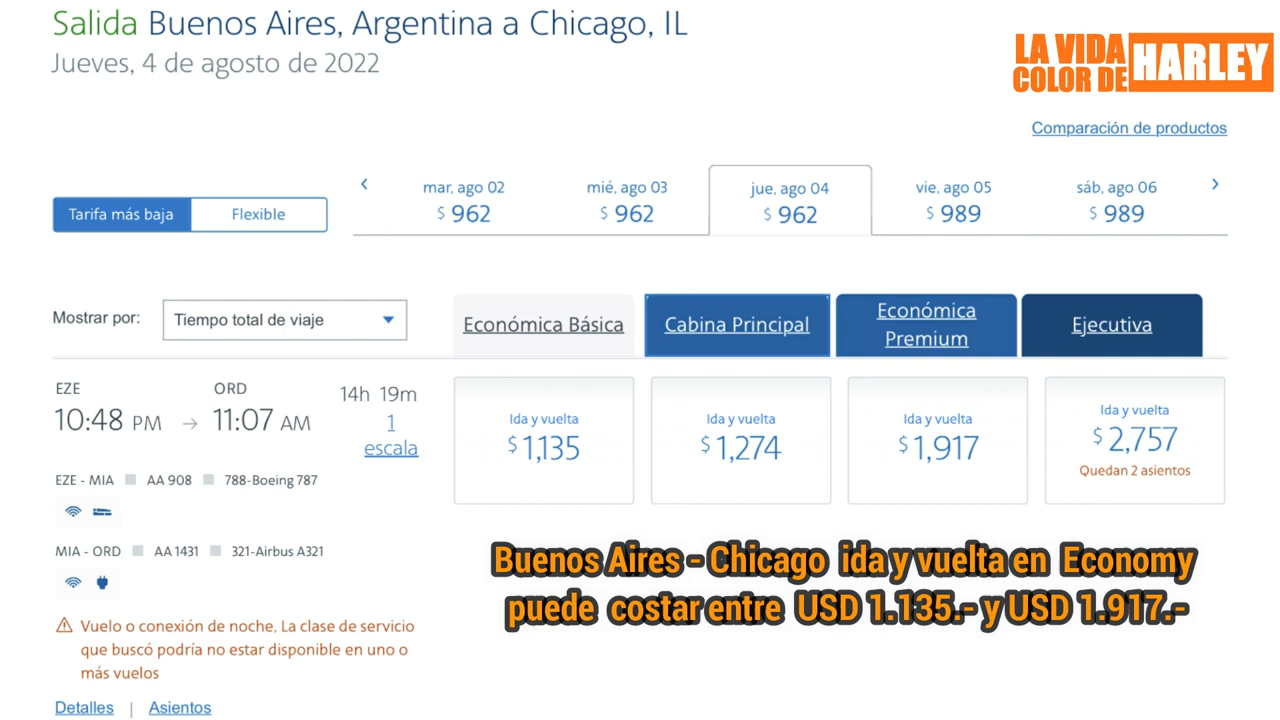 Salida Buenos Aires, Argentina a Chicago, IL
Jueves, 4 de agosto de 2022
LA VIDA
COLOR DE HARLEY
Comparación de productos
Tarifa más baja Flexible
mar, ago 02 mié, ago 03 jue, ago 04 vie, ago 05 sáb, ago 06
$ 962 $ 962 $ 962 $ 989 $ 989
Mostrar por: Tiempo total de viaje
Económica Básica Cabina Principal Económica Premium Ejecutiva
EZE ORD
10:48 PM → 11:07 AM
14h 19m
1
escala
Ida y vuelta Ida y vuelta Ida y vuelta Ida y vuelta
$ 1,135 $ 1,274 $ 1,917 $ 2,757
Quedan 2 asientos
EZE - MIA AA 908 788-Boeing 787
MIA - ORD AA 1431 321-Airbus A321
Buenos Aires - Chicago ida y vuelta en Economy
puede costar entre USD 1.135.- y USD 1.917.-
Vuelo o conexión de noche, La clase de servicio
que buscó podría no estar disponible en uno o
más vuelos
Detalles | Asientos